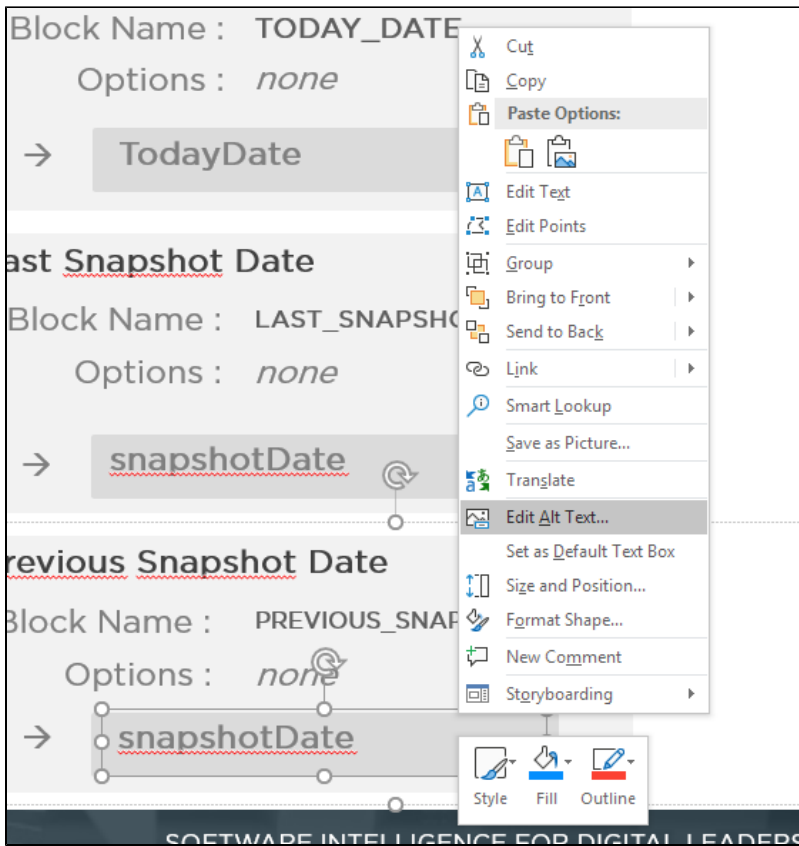 Block Name : TODAY_DATE
Options : none
→ TodayDate
ast Snapshot Date
Block Name : LAST_SNAPSHO
Options : none
→ snapshotDate
revious Snapshot Date
Block Name : PREVIOUS_SNAP
Options : none
→ snapshotDate
SOFTWARE INTELLIGENCE FOR DIGITAL LEADERS
Cut
Copy
Paste Options:
Edit Text
Edit Points
Group
Bring to Front
Send to Back
Link
Smart Lookup
Save as Picture...
Translate
Edit Alt Text...
Set as Default Text Box
Size and Position...
Format Shape...
New Comment
Storyboarding
Style Fill Outline